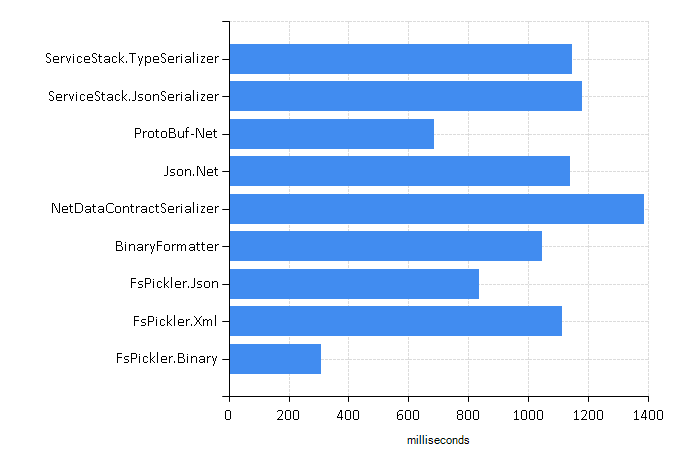 ServiceStack.TypeSerializer
ServiceStack.JsonSerializer
ProtoBuf-Net
Json.Net
NetDataContractSerializer
BinaryFormatter
FsPickler.Json
FsPickler.Xml
FsPickler.Binary
0 200 400 600 800 1000 1200 1400
milliseconds